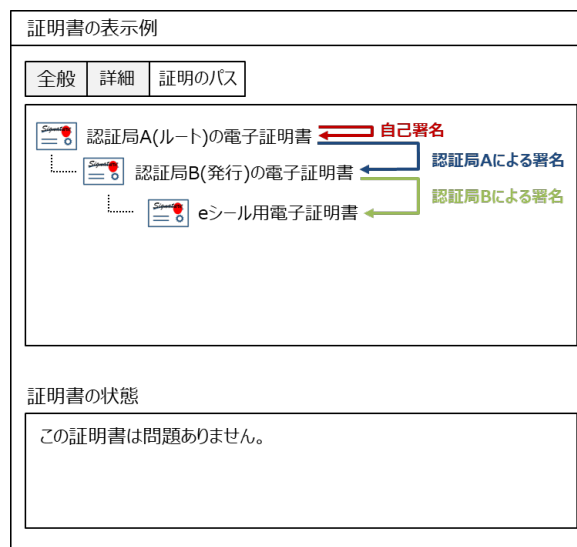 証明書の表示例
全般 詳細 証明のパス
Signature 認証局A(ルート)の電子証明書 自己署名
認証局Aによる署名
Signature 認証局B(発行)の電子証明書
認証局Bによる署名
Signature eシール用電子証明書
証明書の状態
この証明書は問題ありません。